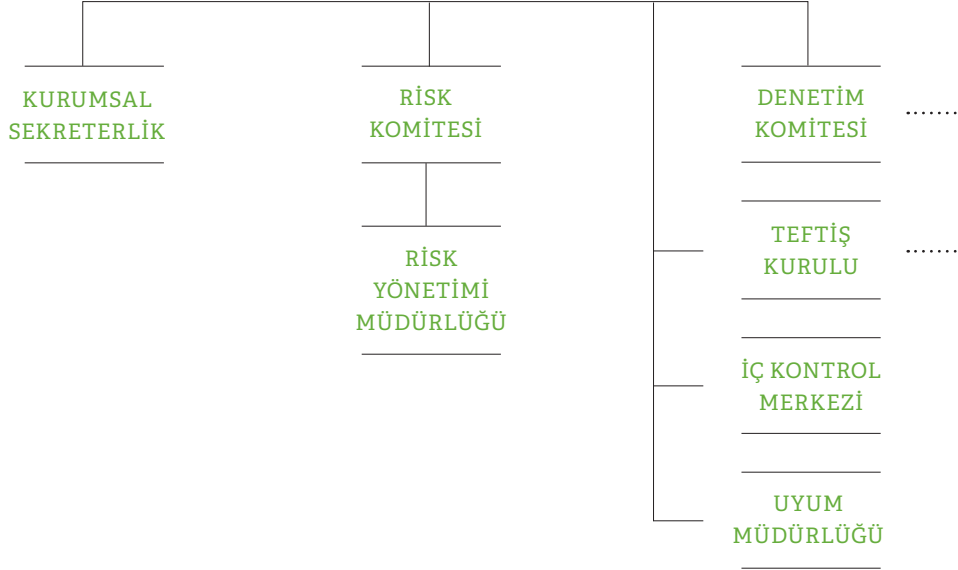 KURUMSAL
SEKRETERLİK
RİSK
KOMİTESİ
RİSK
YÖNETİMİ
MÜDÜRLÜĞÜ
DENETİM
KOMİTESİ
TEFTİŞ
KURULU
İÇ KONTROL
MERKEZİ
UYUM
MÜDÜRLÜĞÜ